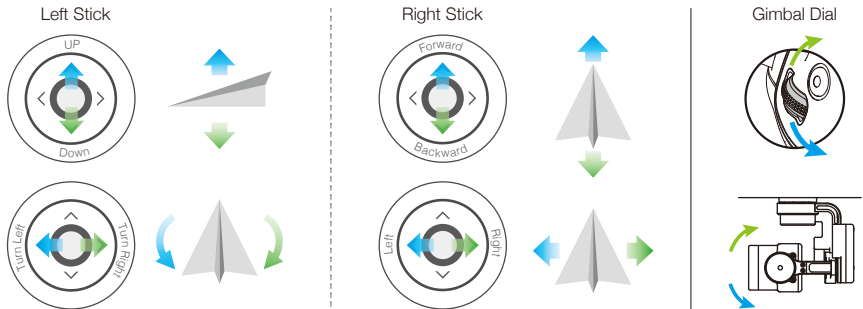 Left Stick
UP
Down
Turn Left
Turn Right
Right Stick
Forward
Backward
Left
Right
Gimbal Dial